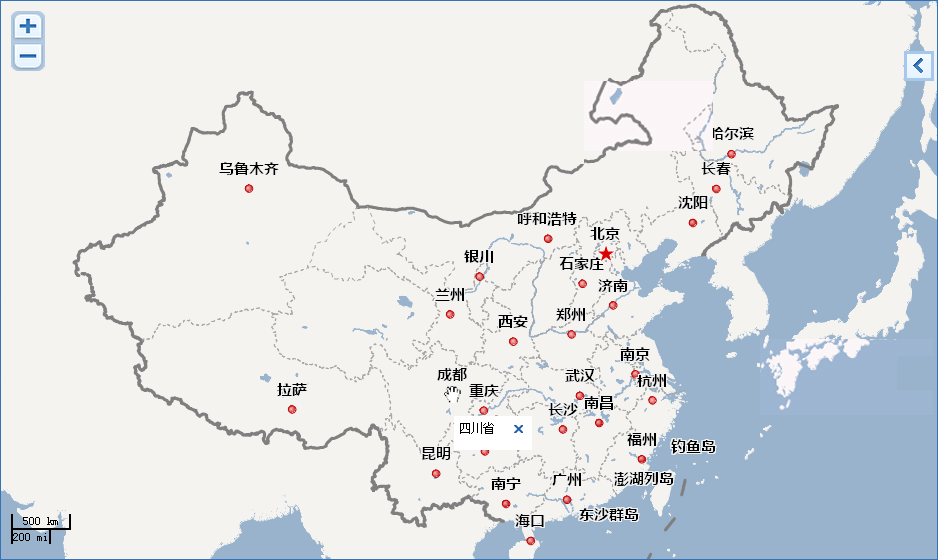 哈尔滨
长春
乌鲁木齐
沈阳
呼和浩特
北京
银川
石家庄
济南
兰州
西安
郑州
南京
成都
武汉
杭州
拉萨
重庆
长沙
南昌
四川省
福州
钓鱼岛
昆明
澎湖列岛
南宁
广州
东沙群岛
海口
500 km
200 mi